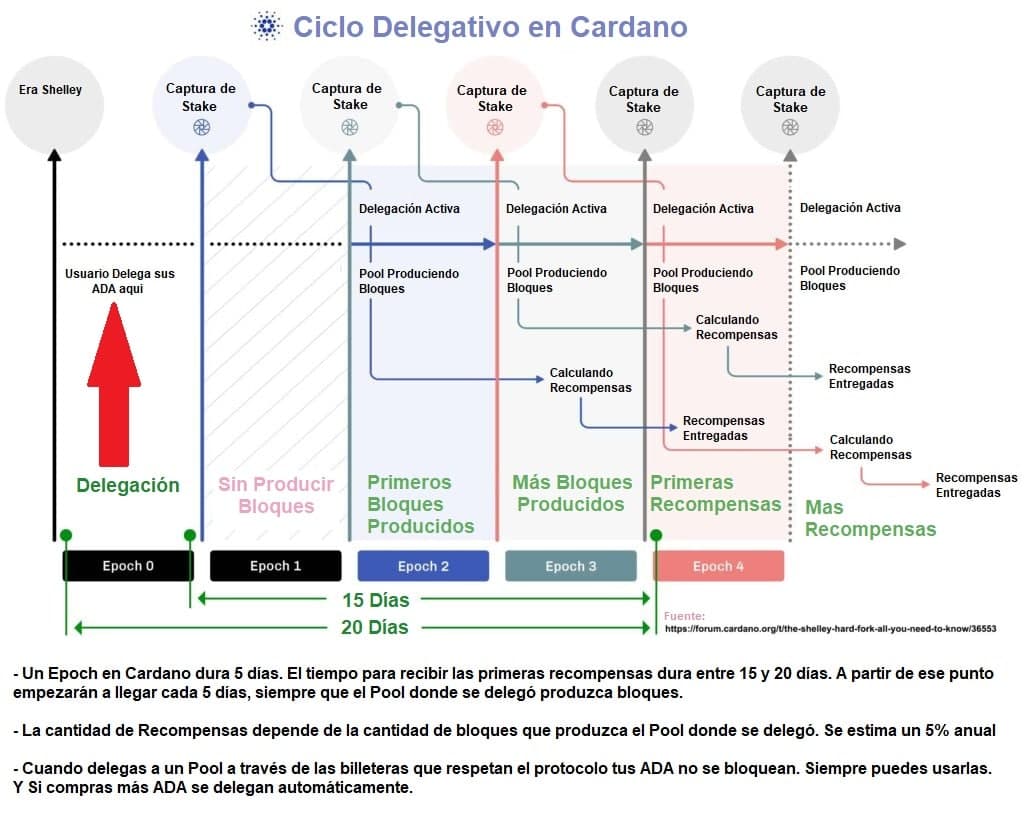 Ciclo Delegativo en Cardano
Era Shelley
Captura de
Stake
Captura de
Stake
Captura de
Stake
Captura de
Stake
Captura de
Stake
Delegación Activa
Delegación Activa
Delegación Activa
Delegación Activa
Usuario Delega sus
ADA aqui
Pool Produciendo
Bloques
Pool Produciendo
Bloques
Pool Produciendo
Bloques
Pool Produciendo
Bloques
Calculando
Recompensas
Calculando
Recompensas
Recompensas
Entregadas
Recompensas
Entregadas
Calculando
Recompensas
Recompensas
Entregadas
Delegación
Sin Producir
Bloques
Primeros
Bloques
Producidos
Más Bloques
Producidos
Primeras
Recompensas
Mas
Recompensas
Epoch 0
Epoch 1
Epoch 2
Epoch 3
Epoch 4
15 Días
20 Días
Fuente:
https://forum.cardano.org/t/the-shelley-hard-fork-all-you-need-to-know/36553
- Un Epoch en Cardano dura 5 días. El tiempo para recibir las primeras recompensas dura entre 15 y 20 días. A partir de ese punto
empezarán a llegar cada 5 días, siempre que el Pool donde se delegó produzca bloques.
- La cantidad de Recompensas depende de la cantidad de bloques que produzca el Pool donde se delegó. Se estima un 5% anual
- Cuando delegas a un Pool a través de las billeteras que respetan el protocolo tus ADA no se bloquean. Siempre puedes usarlas.
Y Si compras más ADA se delegan automáticamente.